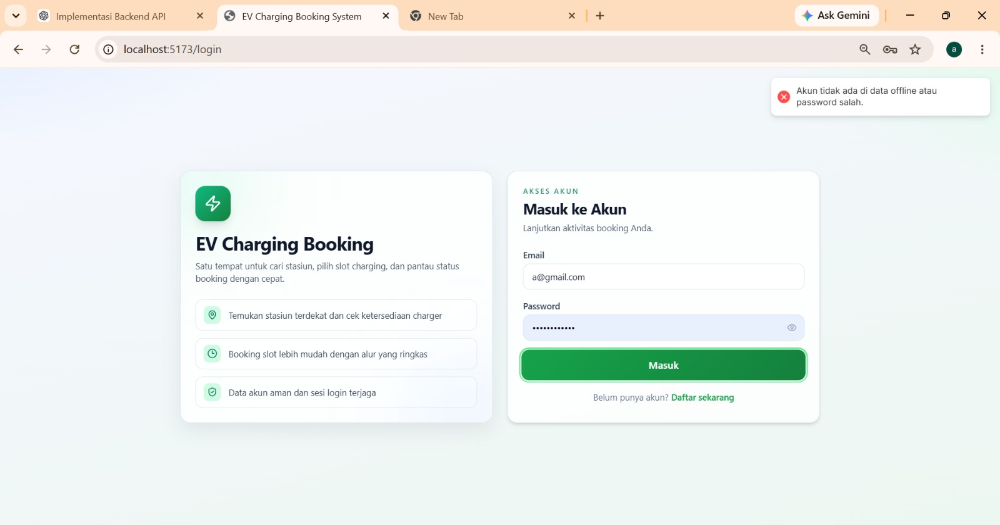 Implementasi Backend API
EV Charging Booking System
New Tab
Ask Gemini
localhost:5173/login
a
Akun tidak ada di data offline atau
password salah.
EV Charging Booking
Satu tempat untuk cari stasiun, pilih slot charging, dan pantau status
booking dengan cepat.
Temukan stasiun terdekat dan cek ketersediaan charger
Booking slot lebih mudah dengan alur yang ringkas
Data akun aman dan sesi login terjaga
AKSES AKUN
Masuk ke Akun
Lanjutkan aktivitas booking Anda.
Email
a@gmail.com
Password
••••••••••••
Masuk
Belum punya akun? Daftar sekarang